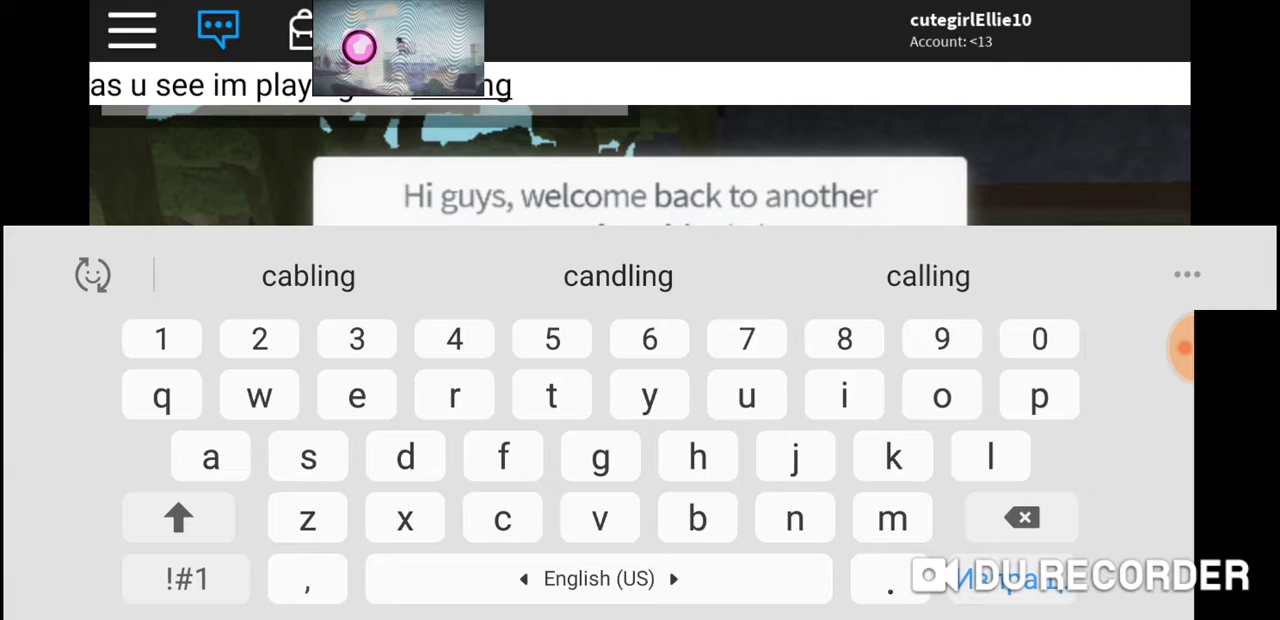 cutegirlEllie10
Account: <13
as u see im play
ng
Hi guys, welcome back to another
cabling candling calling
1 2 3 4 5 6 7 8 9 0
q w e r t y u i o p
a s d f g h j k l
z x c v b n m
!#1 , English (US) .
DU RECORDER